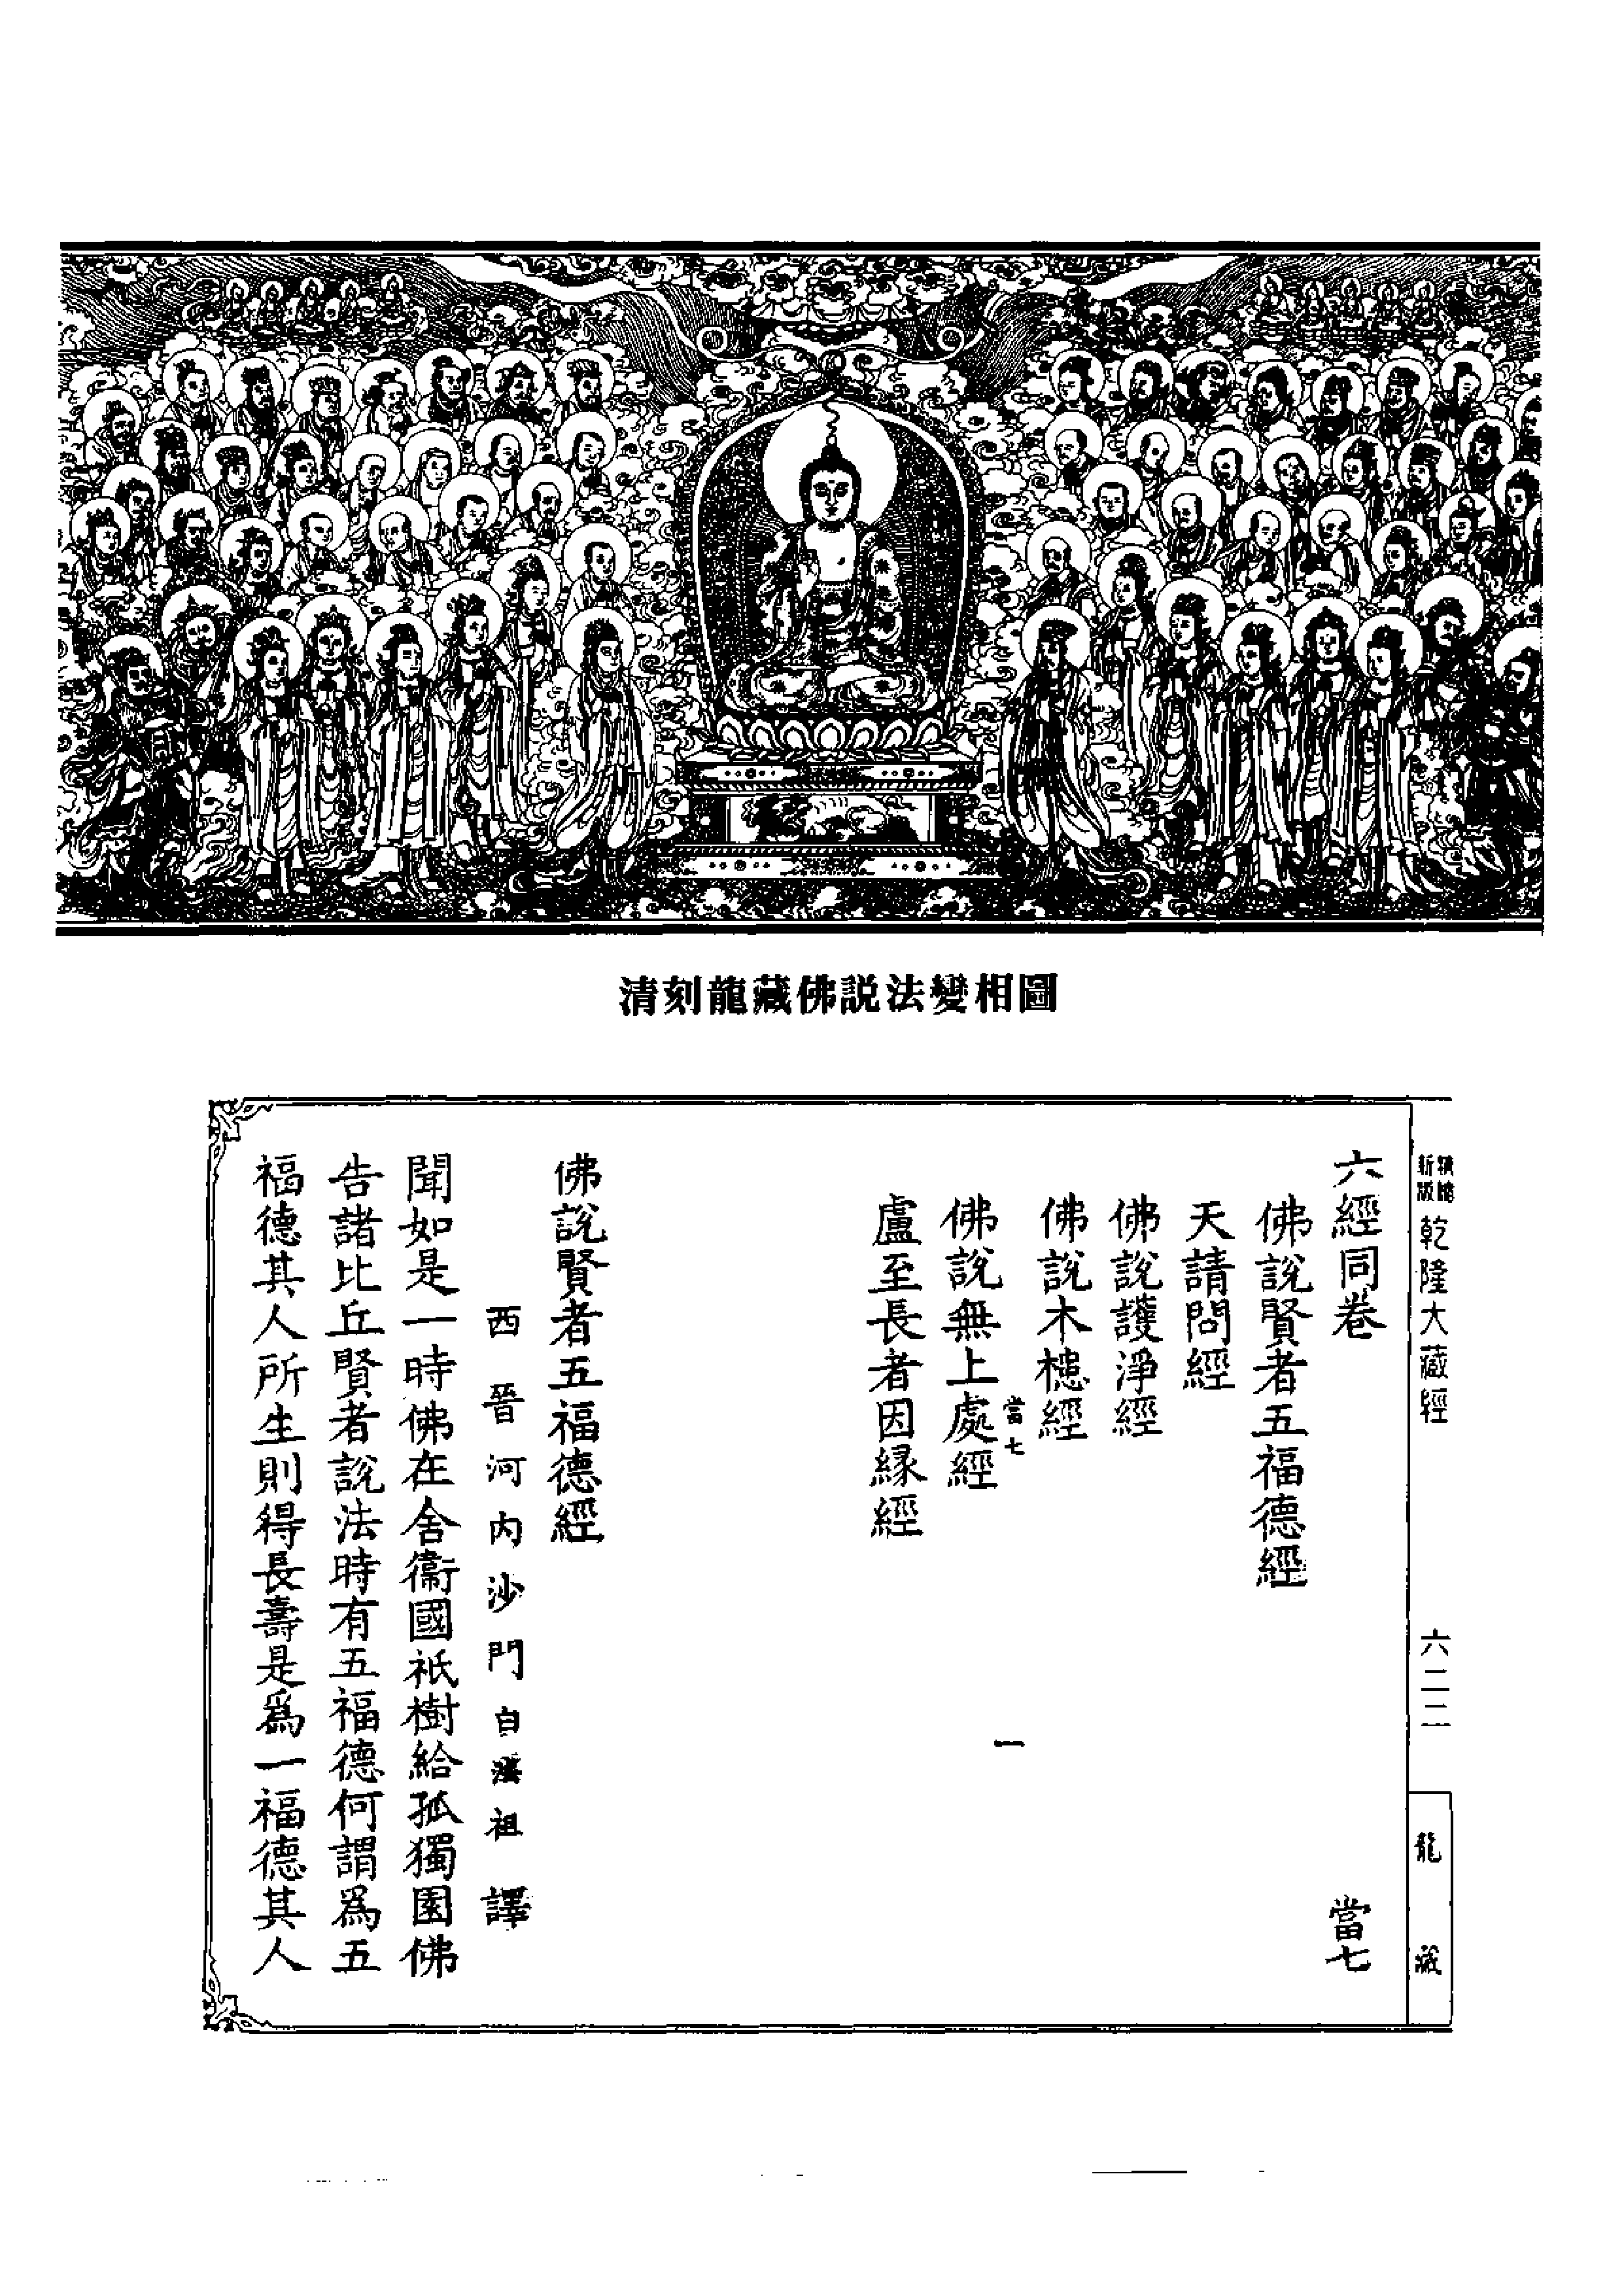 清刻龍藏佛説法變相圖
新版
乾隆大藏經
六二二
龍藏
六經同卷 當七
佛說賢者五福德經
天請問經
佛說護淨經
佛說木槵經
當七 一
佛說無上處經
盧至長者因緣經
佛說賢者五福德經
西晉河內沙門白法祖譯
聞如是一時佛在舍衞國祇樹給孤獨園佛
告諸比丘賢者說法時有五福德何謂爲五
福德其人所生則得長壽是爲一福德其人